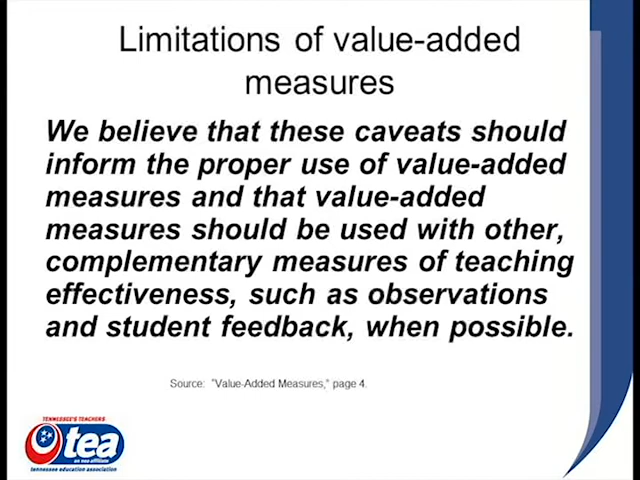 Limitations of value-added
measures
We believe that these caveats should
inform the proper use of value-added
measures and that value-added
measures should be used with other,
complementary measures of teaching
effectiveness, such as observations
and student feedback, when possible.
Source: "Value-Added Measures," page 4.
TENNESSEE'S TEACHERS
tea
an nea affiliate
tennessee education association